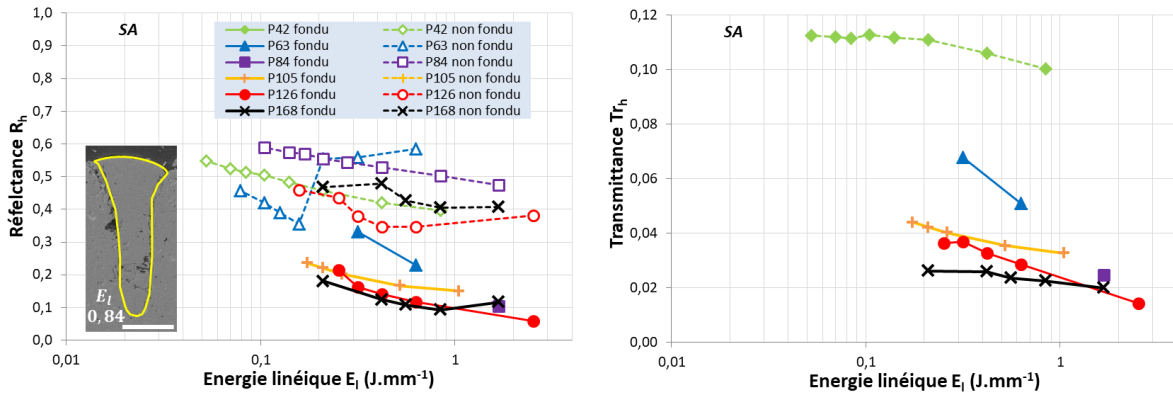 SA
P42 fondu
P42 non fondu
P63 fondu
P63 non fondu
P84 fondu
P84 non fondu
P105 fondu
P105 non fondu
P126 fondu
P126 non fondu
P168 fondu
P168 non fondu
1,0
0,9
0,8
0,7
0,6
0,5
0,4
0,3
0,2
0,1
0,0
Réfelctance Rh
El
0,84
0,01
0,1
1
Energie linéique El (J.mm-1)
SA
0,12
0,10
0,08
0,06
0,04
0,02
0,00
Transmittance Trh
0,01
0,1
1
Energie linéique El (J.mm-1)